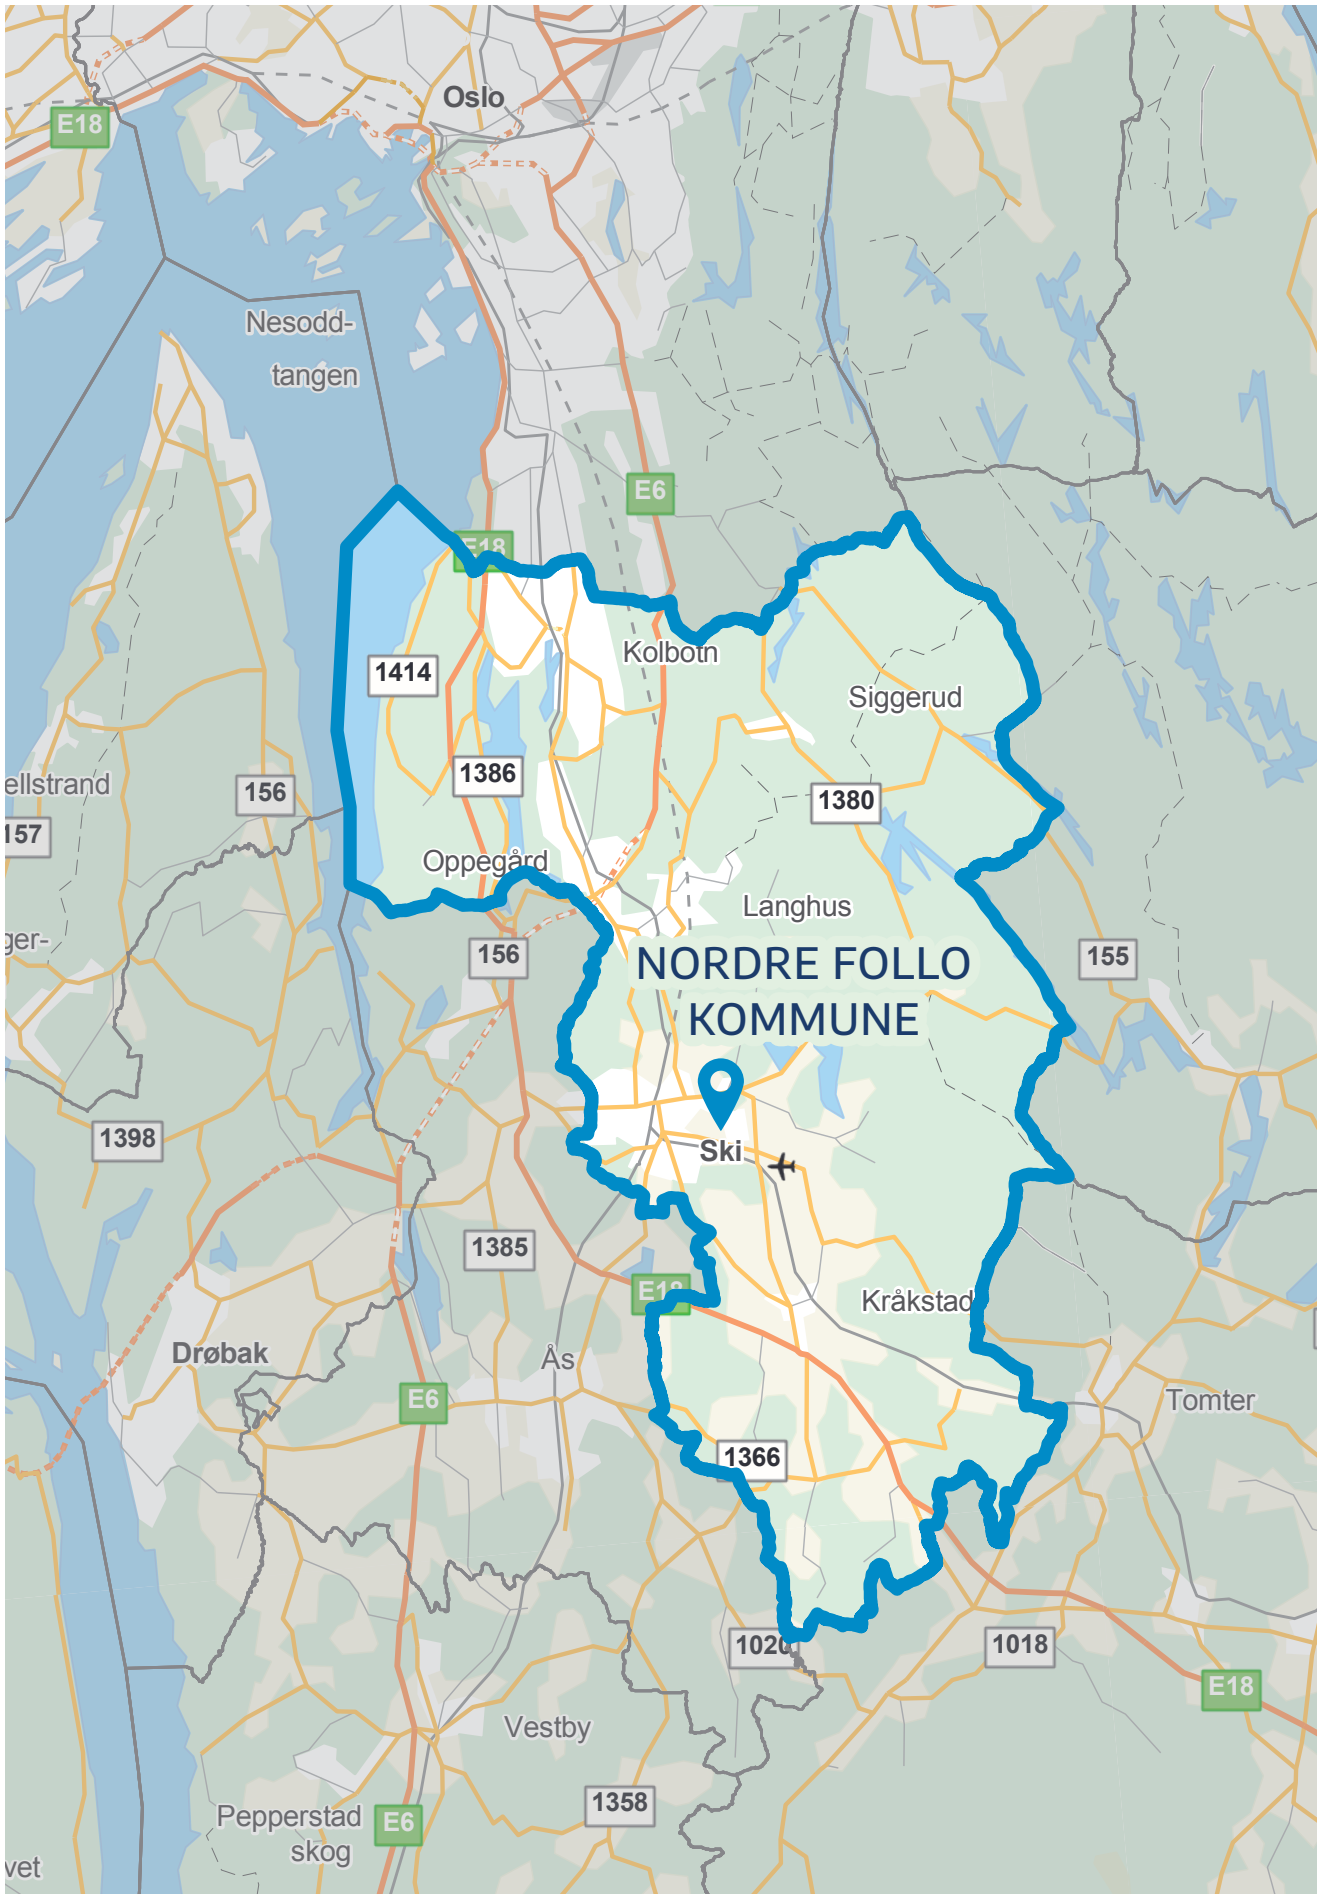 Oslo
E18
Nesodd-
tangen
E6
E18
Kolbotn
1414
Siggerud
1386
ellstrand
156
1380
157
Oppegård
Langhus
ger-
156
155
NORDRE FOLLO
KOMMUNE
1398
Ski
1385
E18
Kråkstad
Drøbak
Ås
E6
Tomter
1366
1020
1018
E18
Vestby
1358
Pepperstad
skog
E6
vet